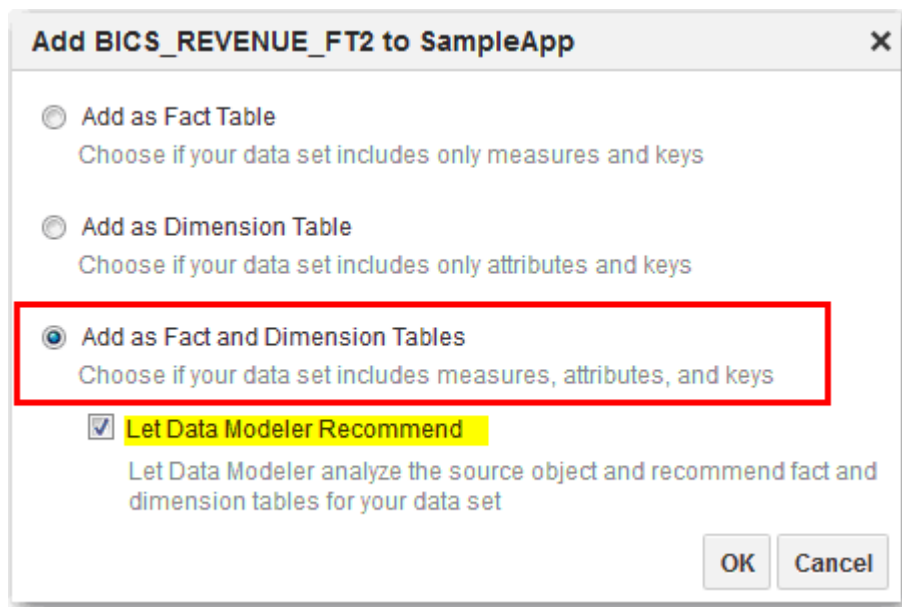 Add BICS_REVENUE_FT2 to SampleApp
Add as Fact Table
Choose if your data set includes only measures and keys
Add as Dimension Table
Choose if your data set includes only attributes and keys
Add as Fact and Dimension Tables
Choose if your data set includes measures, attributes, and keys
Let Data Modeler Recommend
Let Data Modeler analyze the source object and recommend fact and
dimension tables for your data set
OK Cancel